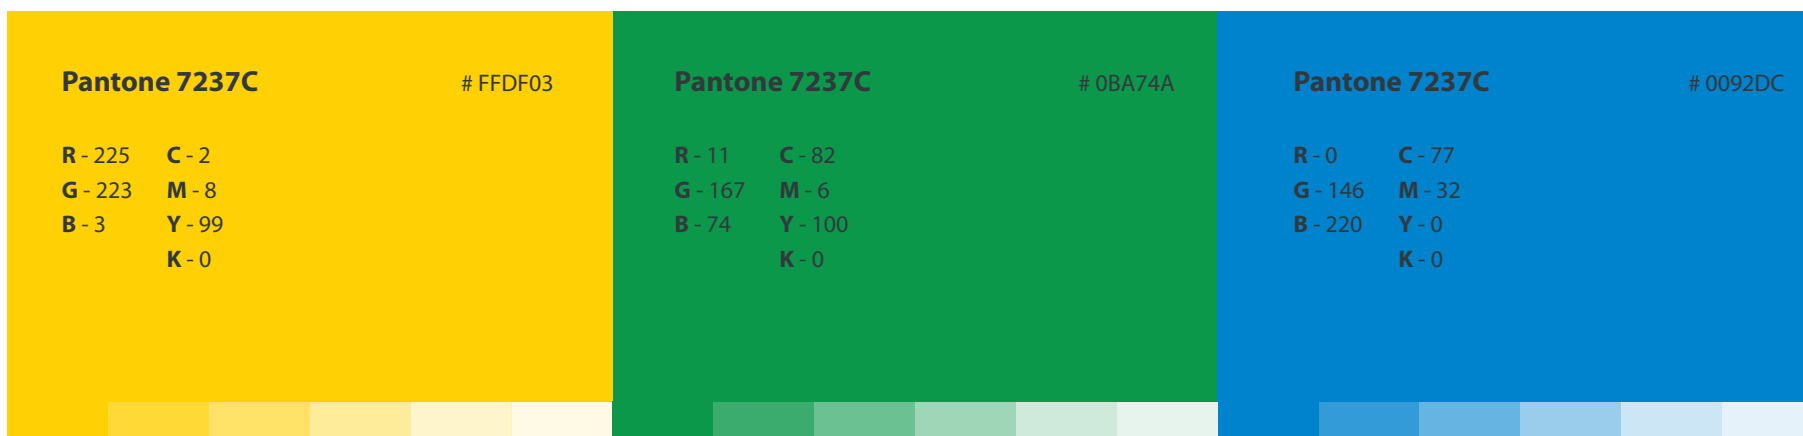 Pantone 7237C # FFDF03
R - 225 C - 2
G - 223 M - 8
B - 3 Y - 99
K - 0
Pantone 7237C # 0BA74A
R - 11 C - 82
G - 167 M - 6
B - 74 Y - 100
K - 0
Pantone 7237C # 0092DC
R - 0 C - 77
G - 146 M - 32
B - 220 Y - 0
K - 0